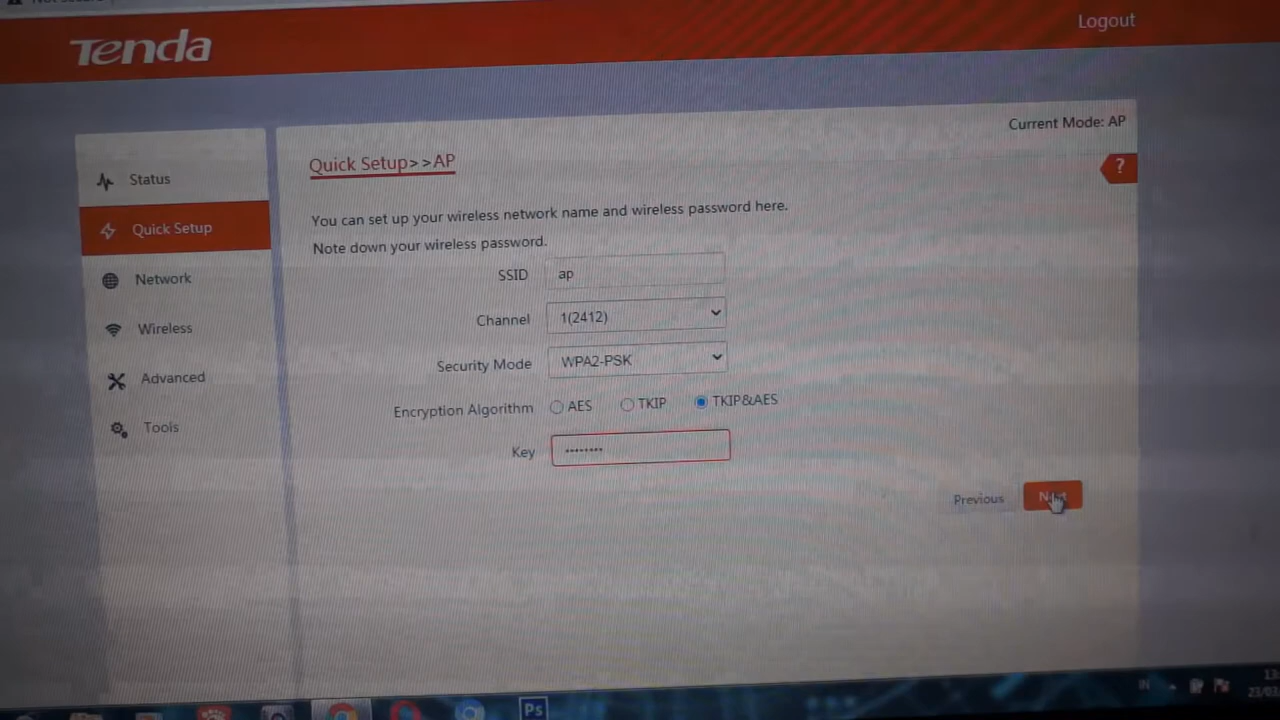 Tenda
Logout
Current Mode: AP
Status
Quick Setup
Network
Wireless
Advanced
Tools
Quick Setup>>AP
?
You can set up your wireless network name and wireless password here.
Note down your wireless password.
SSID
ap
Channel
1(2412)
Security Mode
WPA2-PSK
Encryption Algorithm
AES
TKIP
TKIP&AES
Key
Previous
IN
Ps